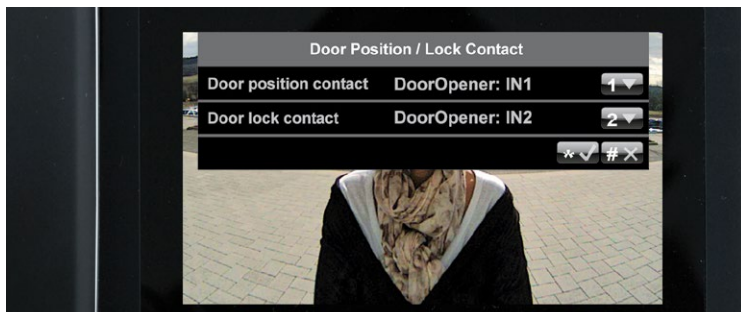 Door Position / Lock Contact
Door position contact DoorOpener: IN1 1
Door lock contact DoorOpener: IN2 2
* #